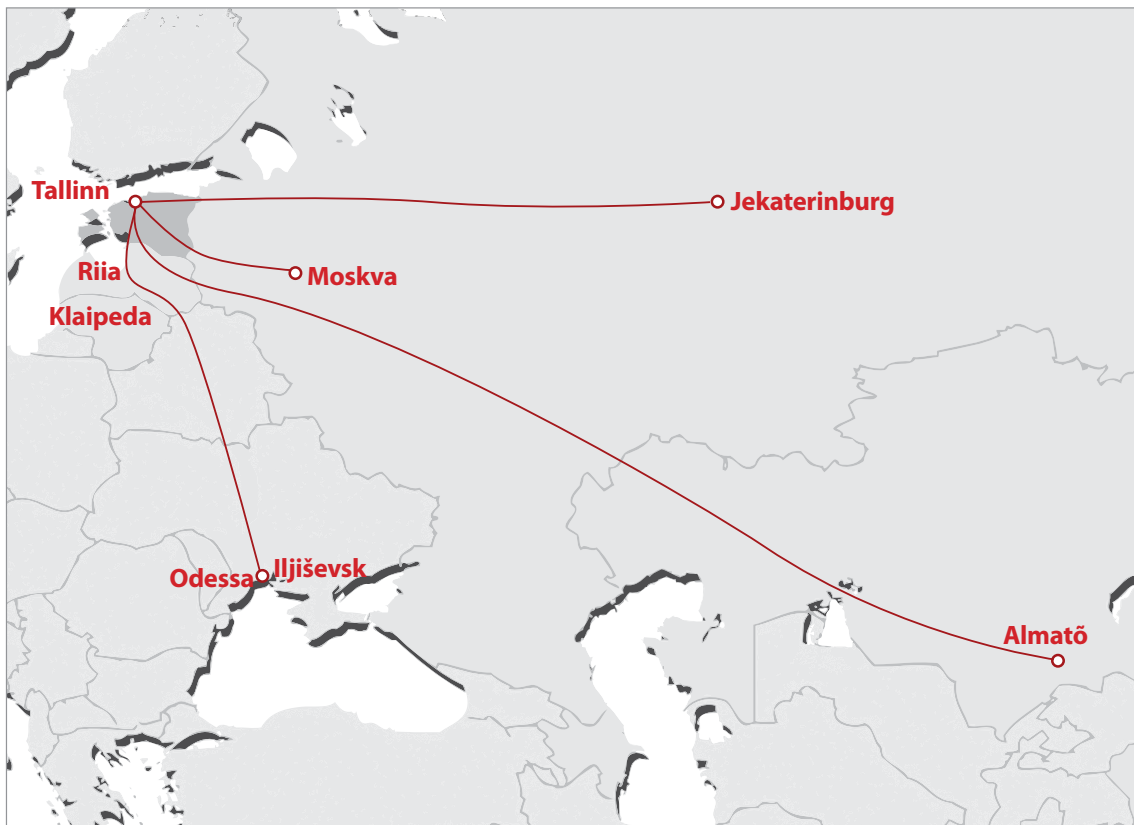 Tallinn
Jekaterinburg
Riia
Moskva
Klaipeda
Odessa
Iljiševsk
Almatõ